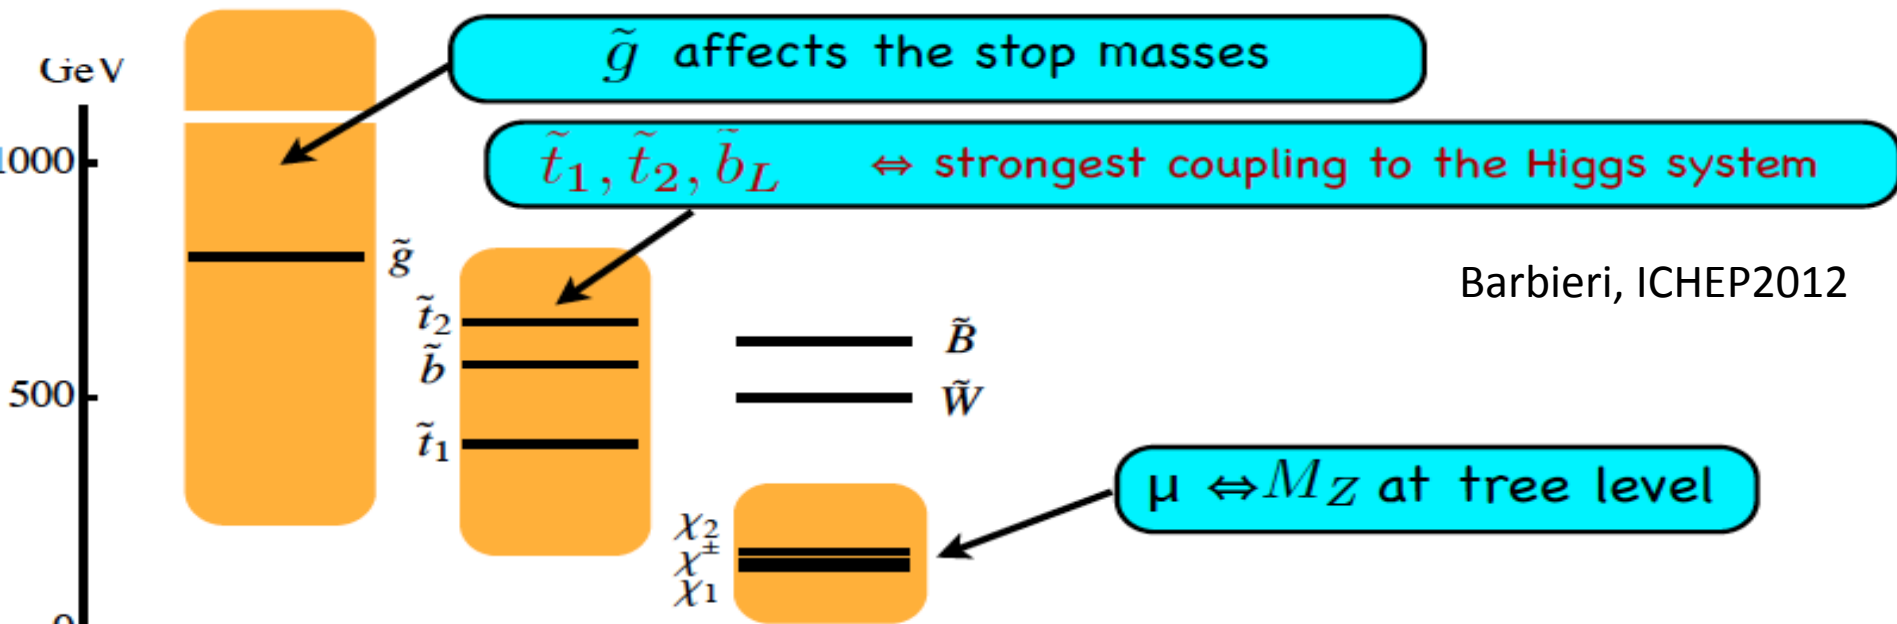 g̃ affects the stop masses
GeV
t̃₁, t̃₂, b̃_L ⇔ strongest coupling to the Higgs system
1000
g̃
Barbieri, ICHEP2012
t̃₂
B̃
b̃
500
W̃
t̃₁
μ ⇔ M_Z at tree level
χ₂
χ±
χ₁
0